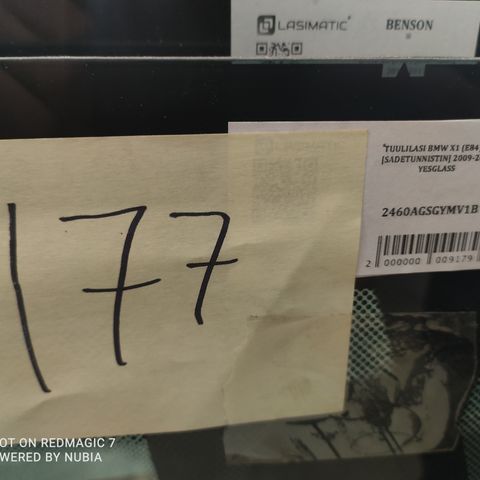 LASIMATIC
BENSON
TUULILASI BMW X1 (E84)
[SADETUNNISTIN] 2009-2
YESGLASS
2460AGSGYMV1B
2 000000 009179
177
OT ON REDMAGIC 7
WERED BY NUBIA